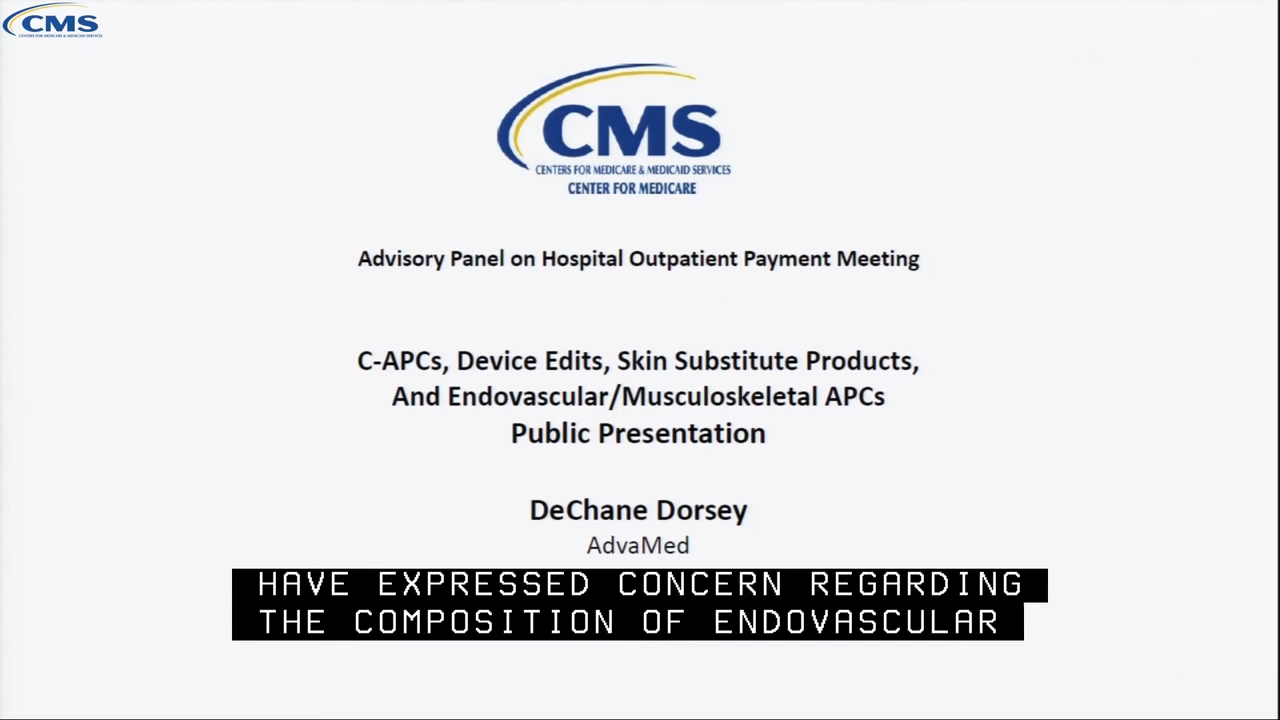 CMS
CENTERS FOR MEDICARE & MEDICAID SERVICES
CMS
CENTERS FOR MEDICARE & MEDICAID SERVICES
CENTER FOR MEDICARE
Advisory Panel on Hospital Outpatient Payment Meeting
C-APCs, Device Edits, Skin Substitute Products,
And Endovascular/Musculoskeletal APCs
Public Presentation
DeChane Dorsey
AdvaMed
HAVE EXPRESSED CONCERN REGARDING
THE COMPOSITION OF ENDOVASCULAR